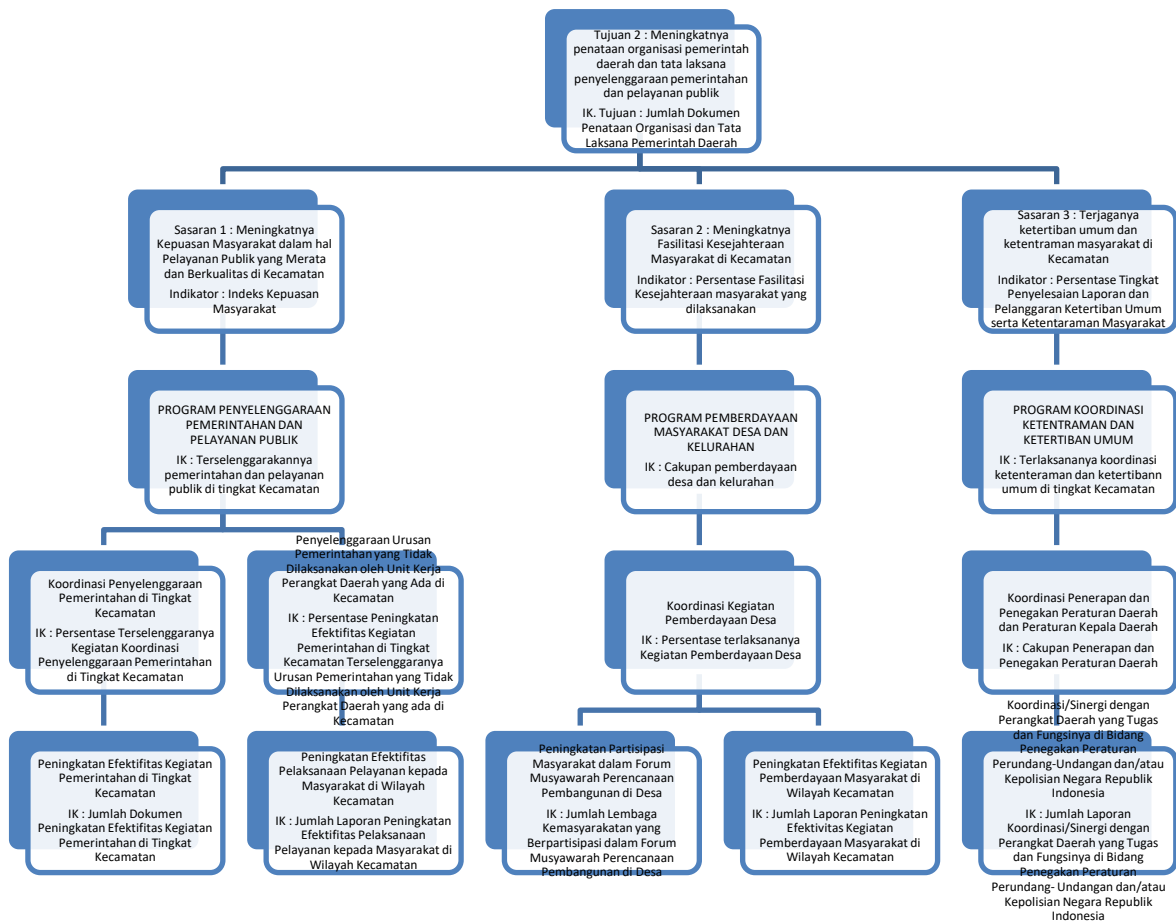 Tujuan 2 : Meningkatnya
penataan organisasi pemerintah
daerah dan tata laksana
penyelenggaraan pemerintahan
dan pelayanan publik
IK. Tujuan : Jumlah Dokumen
Penataan Organisasi dan Tata
Laksana Pemerintah Daerah
Sasaran 1 : Meningkatnya
Kepuasan Masyarakat dalam hal
Pelayanan Publik yang Merata
dan Berkualitas di Kecamatan
Indikator : Indeks Kepuasan
Masyarakat
Sasaran 2 : Meningkatnya
Fasilitasi Kesejahteraan
Masyarakat di Kecamatan
Indikator : Persentase Fasilitasi
Kesejahteraan masyarakat yang
dilaksanakan
Sasaran 3 : Terjaganya
ketertiban umum dan
ketentraman masyarakat di
Kecamatan
Indikator : Persentase Tingkat
Penyelesaian Laporan dan
Pelanggaran Ketertiban Umum
serta Ketentaraman Masyarakat
PROGRAM PENYELENGGARAAN
PEMERINTAHAN DAN
PELAYANAN PUBLIK
IK : Terselenggarakannya
pemerintahan dan pelayanan
publik di tingkat Kecamatan
PROGRAM PEMBERDAYAAN
MASYARAKAT DESA DAN
KELURAHAN
IK : Cakupan pemberdayaan
desa dan kelurahan
PROGRAM KOORDINASI
KETENTRAMAN DAN
KETERTIBAN UMUM
IK : Terlaksananya koordinasi
ketenteraman dan ketertibann
umum di tingkat Kecamatan
Koordinasi Penyelenggaraan
Pemerintahan di Tingkat
Kecamatan
IK : Persentase Terselenggaranya
Kegiatan Koordinasi
Penyelenggaraan Pemerintahan
di Tingkat Kecamatan
Penyelenggaraan Urusan
Pemerintahan yang Tidak
Dilaksanakan oleh Unit Kerja
Perangkat Daerah yang Ada di
Kecamatan
IK : Persentase Peningkatan
Efektifitas Kegiatan
Pemerintahan di Tingkat
Kecamatan Terselenggaranya
Urusan Pemerintahan yang Tidak
Dilaksanakan oleh Unit Kerja
Perangkat Daerah yang ada di
Kecamatan
Koordinasi Kegiatan
Pemberdayaan Desa
IK : Persentase terlaksananya
Kegiatan Pemberdayaan Desa
Koordinasi Penerapan dan
Penegakan Peraturan Daerah
dan Peraturan Kepala Daerah
IK : Cakupan Penerapan dan
Penegakan Peraturan Daerah
Peningkatan Efektifitas Kegiatan
Pemerintahan di Tingkat
Kecamatan
IK : Jumlah Dokumen
Peningkatan Efektifitas Kegiatan
Pemerintahan di Tingkat
Kecamatan
Peningkatan Efektifitas
Pelaksanaan Pelayanan kepada
Masyarakat di Wilayah
Kecamatan
IK : Jumlah Laporan Peningkatan
Efektifitas Pelaksanaan
Pelayanan kepada Masyarakat di
Wilayah Kecamatan
Peningkatan Partisipasi
Masyarakat dalam Forum
Musyawarah Perencanaan
Pembangunan di Desa
IK : Jumlah Lembaga
Kemasyarakatan yang
Berpartisipasi dalam Forum
Musyawarah Perencanaan
Pembangunan di Desa
Peningkatan Efektifitas Kegiatan
Pemberdayaan Masyarakat di
Wilayah Kecamatan
IK : Jumlah Laporan Peningkatan
Efektivitas Kegiatan
Pemberdayaan Masyarakat di
Wilayah Kecamatan
Koordinasi/Sinergi dengan
Perangkat Daerah yang Tugas
dan Fungsinya di Bidang
Penegakan Peraturan
Perundang-Undangan dan/atau
Kepolisian Negara Republik
Indonesia
IK : Jumlah Laporan
Koordinasi/Sinergi dengan
Perangkat Daerah yang Tugas
dan Fungsinya di Bidang
Penegakan Peraturan
Perundang- Undangan dan/atau
Kepolisian Negara Republik
Indonesia